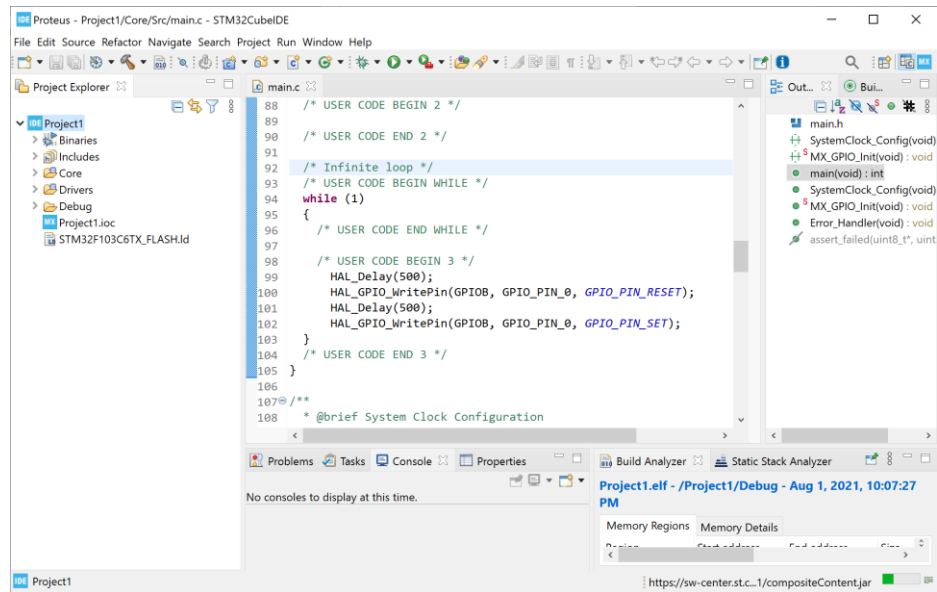 Proteus - Project1/Core/Src/main.c - STM32CubeIDE
File Edit Source Refactor Navigate Search Project Run Window Help
Project Explorer
Project1
Binaries
Includes
Core
Drivers
Debug
Project1.ioc
STM32F103C6TX_FLASH.ld
main.c
88 /* USER CODE BEGIN 2 */
89
90 /* USER CODE END 2 */
91
92 /* Infinite loop */
93 /* USER CODE BEGIN WHILE */
94 while (1)
95 {
96 /* USER CODE END WHILE */
97
98 /* USER CODE BEGIN 3 */
99 HAL_Delay(500);
100 HAL_GPIO_WritePin(GPIOB, GPIO_PIN_0, GPIO_PIN_RESET);
101 HAL_Delay(500);
102 HAL_GPIO_WritePin(GPIOB, GPIO_PIN_0, GPIO_PIN_SET);
103 }
104 /* USER CODE END 3 */
105 }
106
107 /**
108 * @brief System Clock Configuration
Out...
Bui...
main.h
SystemClock_Config(void)
MX_GPIO_Init(void) : void
main(void) : int
SystemClock_Config(void)
MX_GPIO_Init(void) : void
Error_Handler(void) : void
assert_failed(uint8_t*, uint
Problems Tasks Console Properties
No consoles to display at this time.
Build Analyzer Static Stack Analyzer
Project1.elf - /Project1/Debug - Aug 1, 2021, 10:07:27
PM
Memory Regions Memory Details
Project1
https://sw-center.st.c...1/compositeContent.jar